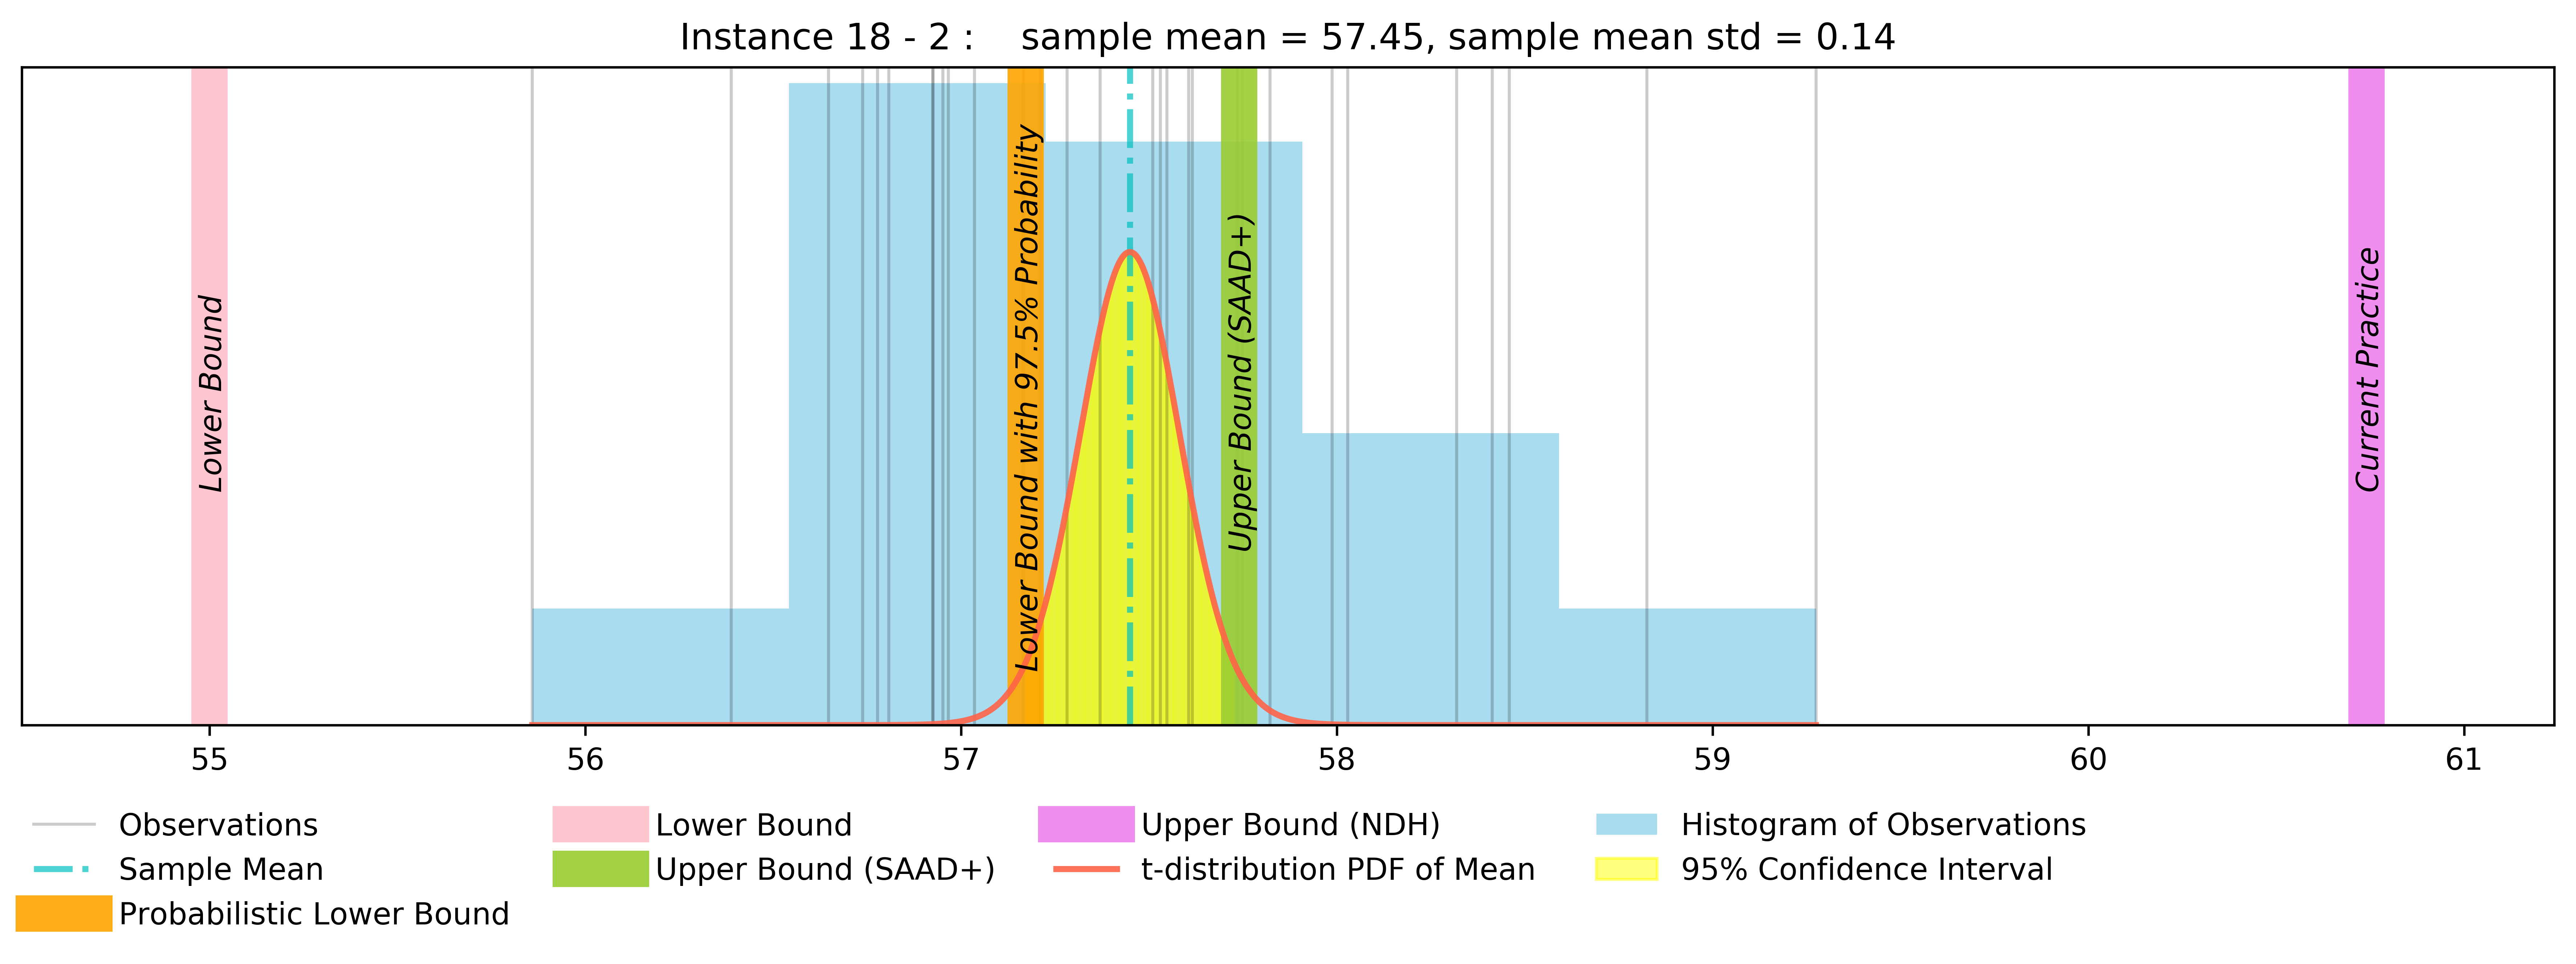 Instance 18 - 2 :    sample mean = 57.45, sample mean std = 0.14
Lower Bound
Lower Bound with 97.5% Probability
Upper Bound (SAAD+)
Current Practice
55 56 57 58 59 60 61
Observations
Sample Mean
Probabilistic Lower Bound
Lower Bound
Upper Bound (SAAD+)
Upper Bound (NDH)
t-distribution PDF of Mean
Histogram of Observations
95% Confidence Interval